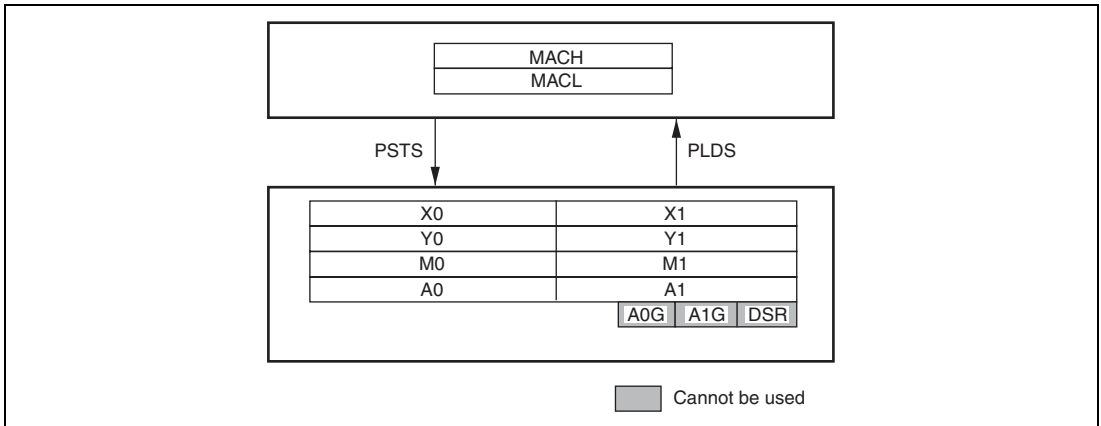 MACH
MACL
PSTS PLDS
X0 X1
Y0 Y1
M0 M1
A0 A1
A0G A1G DSR
Cannot be used